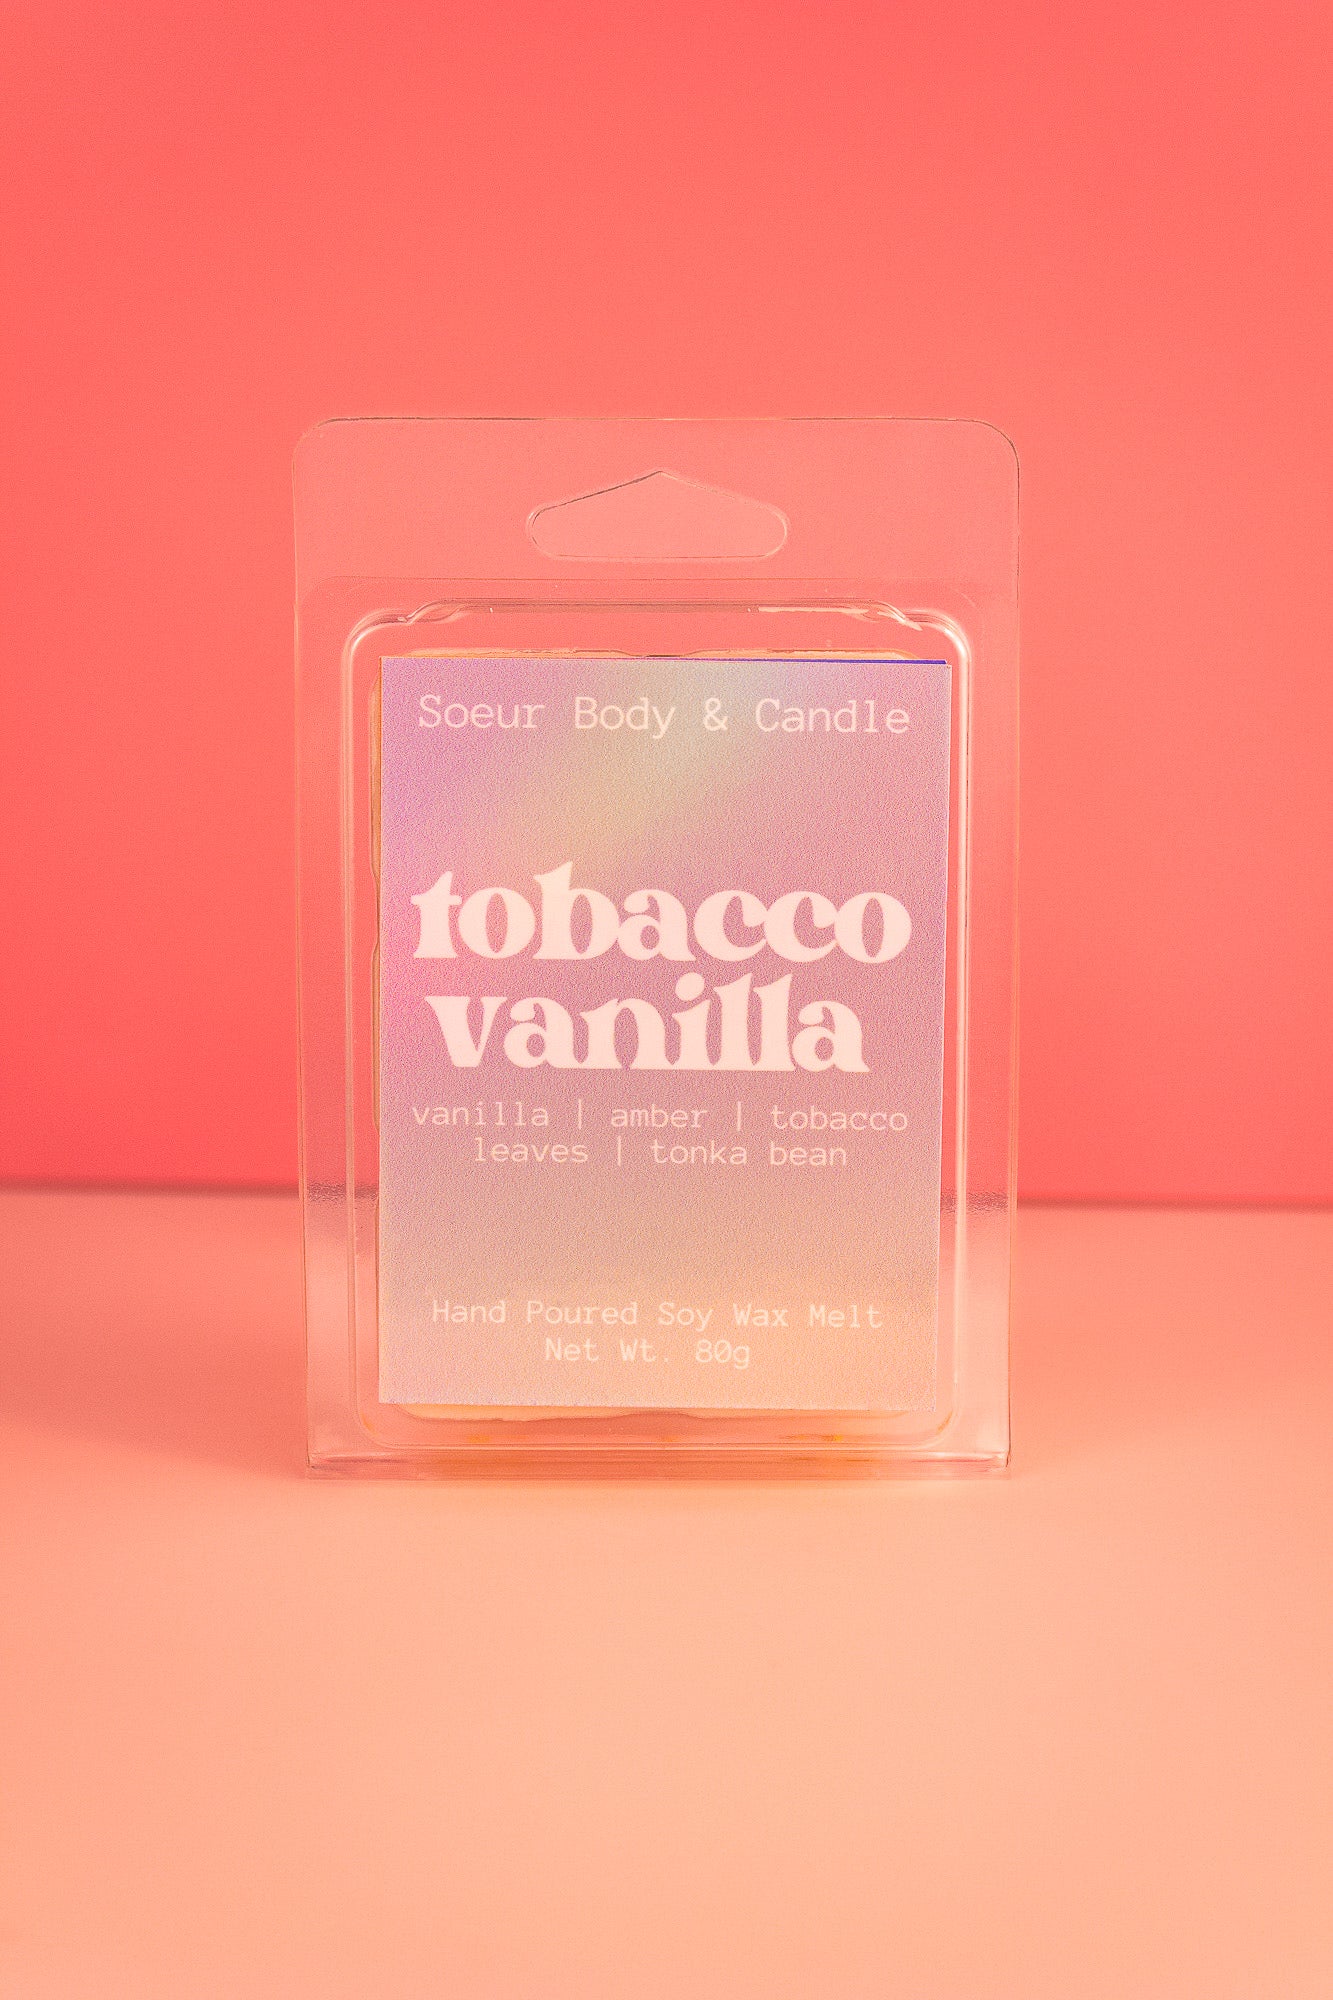 Soeur Body & Candle
tobacco
vanilla
vanilla | amber | tobacco
leaves | tonka bean
Hand Poured Soy Wax Melt
Net Wt. 80g